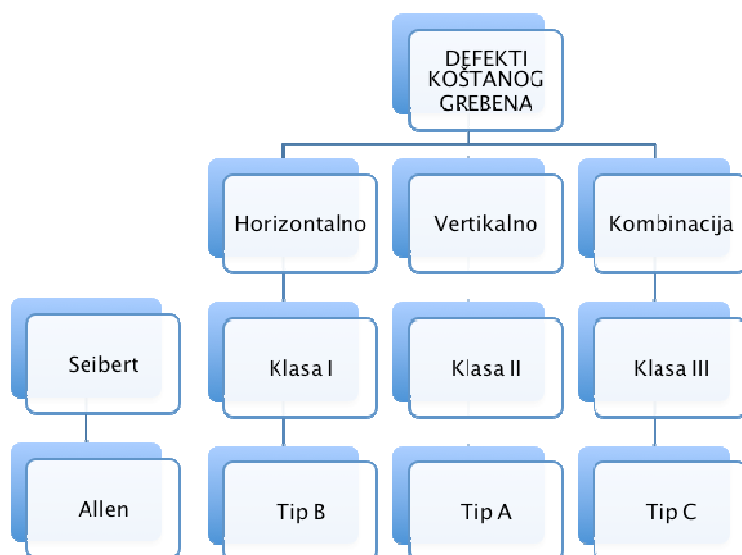 DEFEKTI
KOŠTANOG
GREBENA
Horizontalno
Vertikalno
Kombinacija
Seibert
Klasa I
Klasa II
Klasa III
Allen
Tip B
Tip A
Tip C